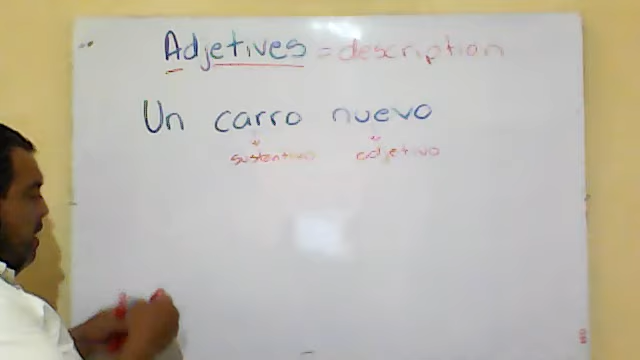 Adjetives = description
Un carro nuevo
sustantivo adjetivo